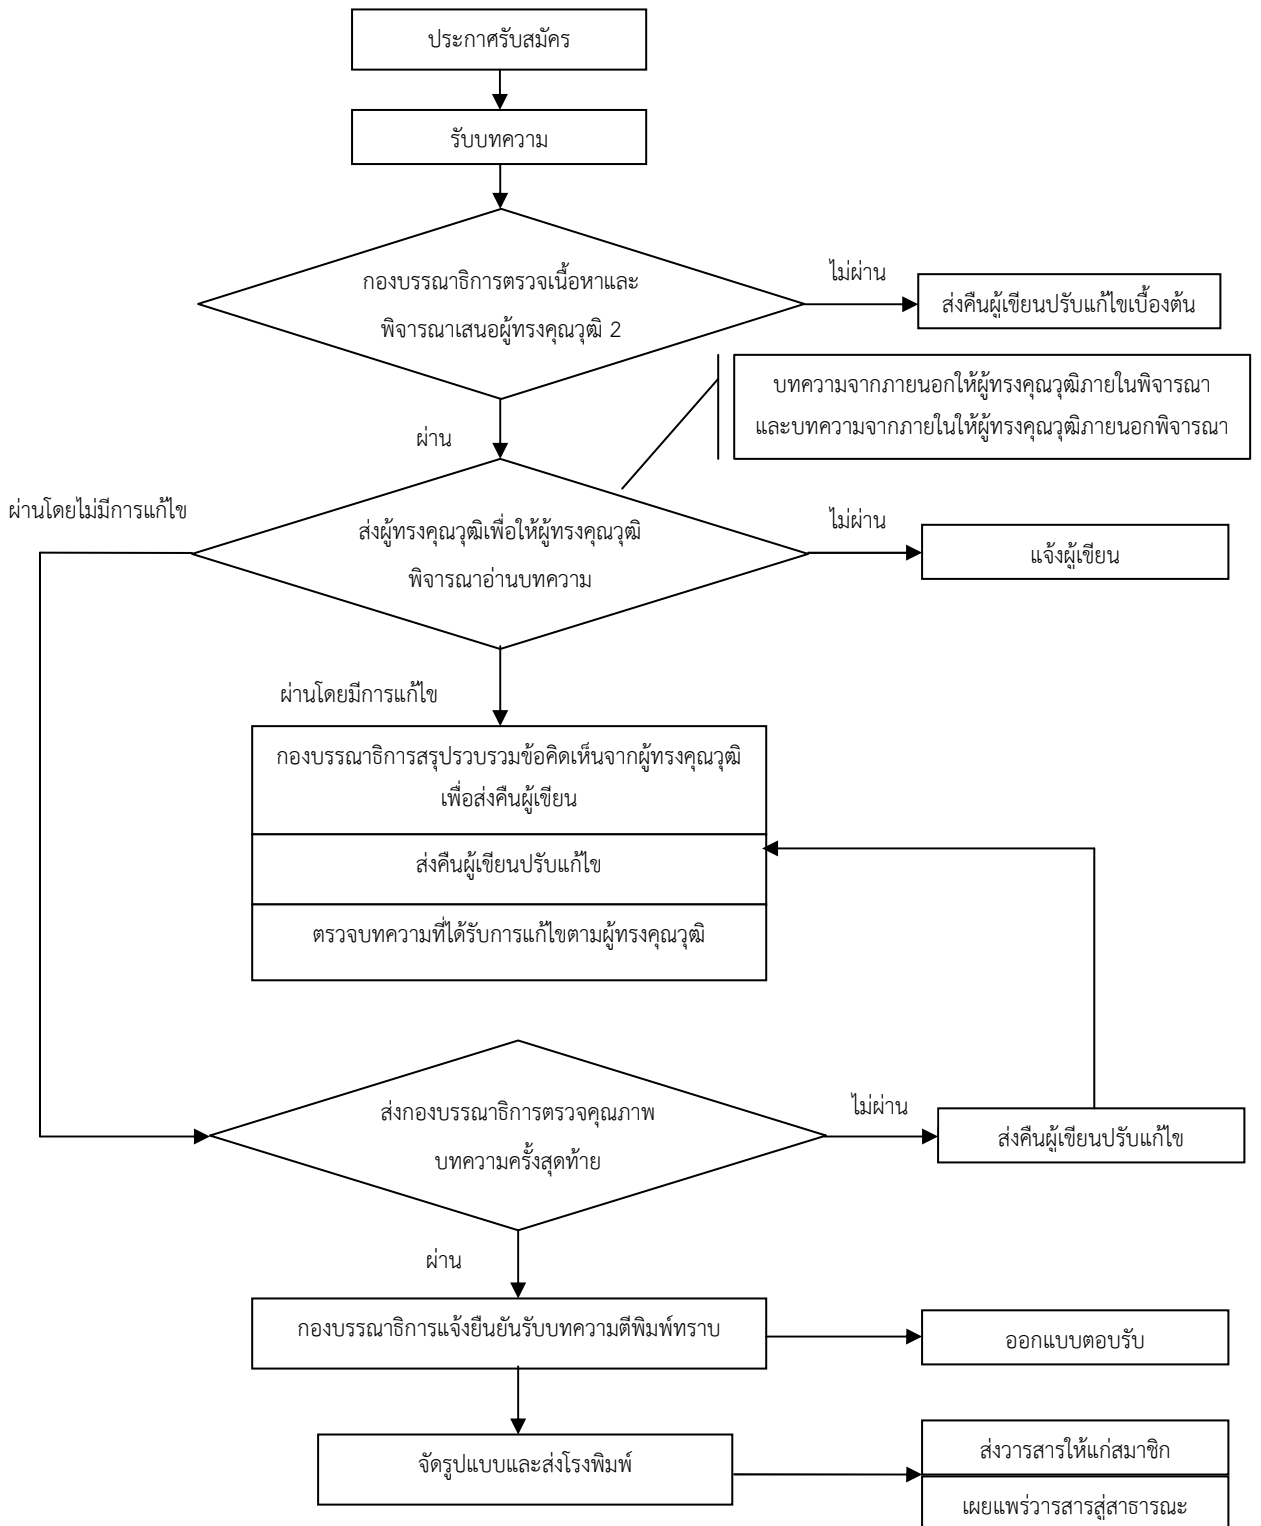 ประกาศรับสมัคร
รับบทความ
กองบรรณาธิการตรวจเนื้อหาและ
พิจารณาเสนอผู้ทรงคุณวุฒิ 2
ไม่ผ่าน
ส่งคืนผู้เขียนปรับแก้ไขเบื้องต้น
บทความจากภายนอกให้ผู้ทรงคุณวุฒิภายในพิจารณา
และบทความจากภายในให้ผู้ทรงคุณวุฒิภายนอกพิจารณา
ผ่าน
ผ่านโดยไม่มีการแก้ไข
ส่งผู้ทรงคุณวุฒิเพื่อให้ผู้ทรงคุณวุฒิ
พิจารณาอ่านบทความ
ไม่ผ่าน
แจ้งผู้เขียน
ผ่านโดยมีการแก้ไข
กองบรรณาธิการสรุปรวบรวมข้อคิดเห็นจากผู้ทรงคุณวุฒิ
เพื่อส่งคืนผู้เขียน
ส่งคืนผู้เขียนปรับแก้ไข
ตรวจบทความที่ได้รับการแก้ไขตามผู้ทรงคุณวุฒิ
ส่งกองบรรณาธิการตรวจคุณภาพ
บทความครั้งสุดท้าย
ไม่ผ่าน
ส่งคืนผู้เขียนปรับแก้ไข
ผ่าน
กองบรรณาธิการแจ้งยืนยันรับบทความตีพิมพ์ทราบ
ออกแบบตอบรับ
จัดรูปแบบและส่งโรงพิมพ์
ส่งวารสารให้แก่สมาชิก
เผยแพร่วารสารสู่สาธารณะ